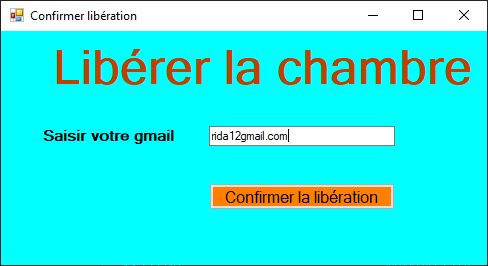 Confirmer libération
Libérer la chambre
Saisir votre gmail
rida12gmail.com
Confirmer la libération